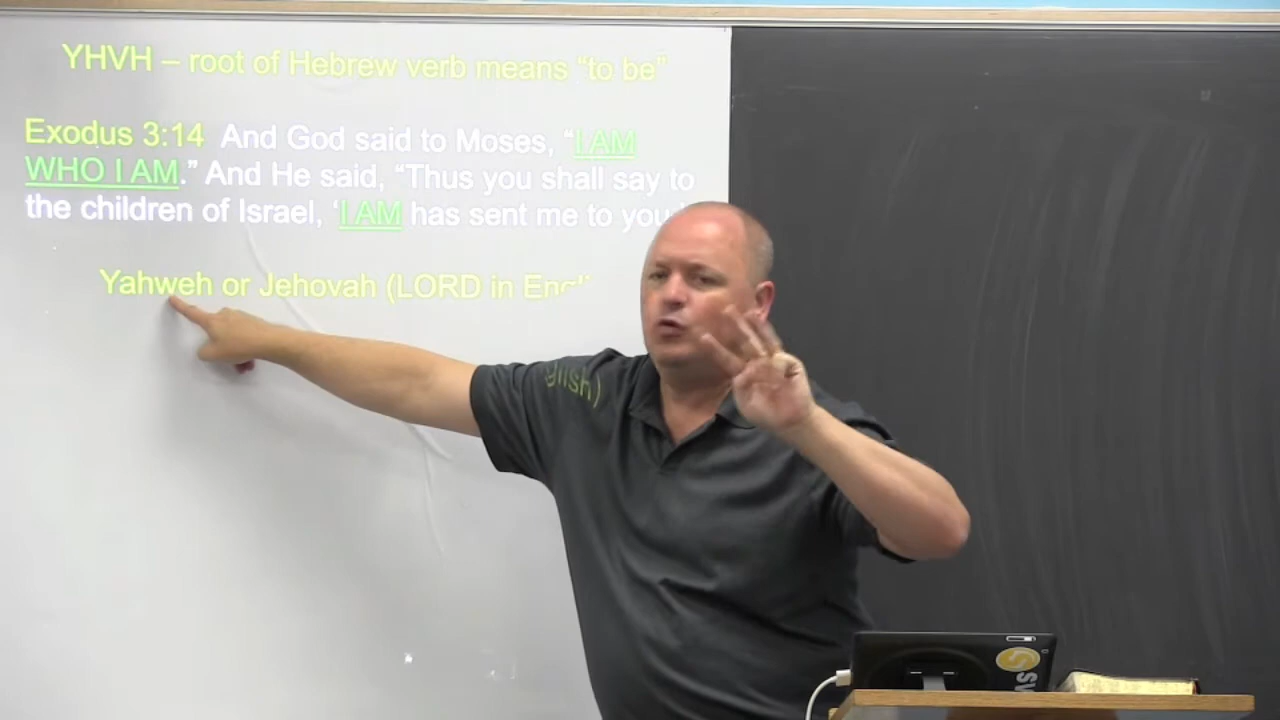 YHVH – root of Hebrew verb means “to be”
Exodus 3:14 And God said to Moses, “I AM
WHO I AM.” And He said, “Thus you shall say to
the children of Israel, ‘I AM has sent me to you
Yahweh or Jehovah (LORD in English)
S